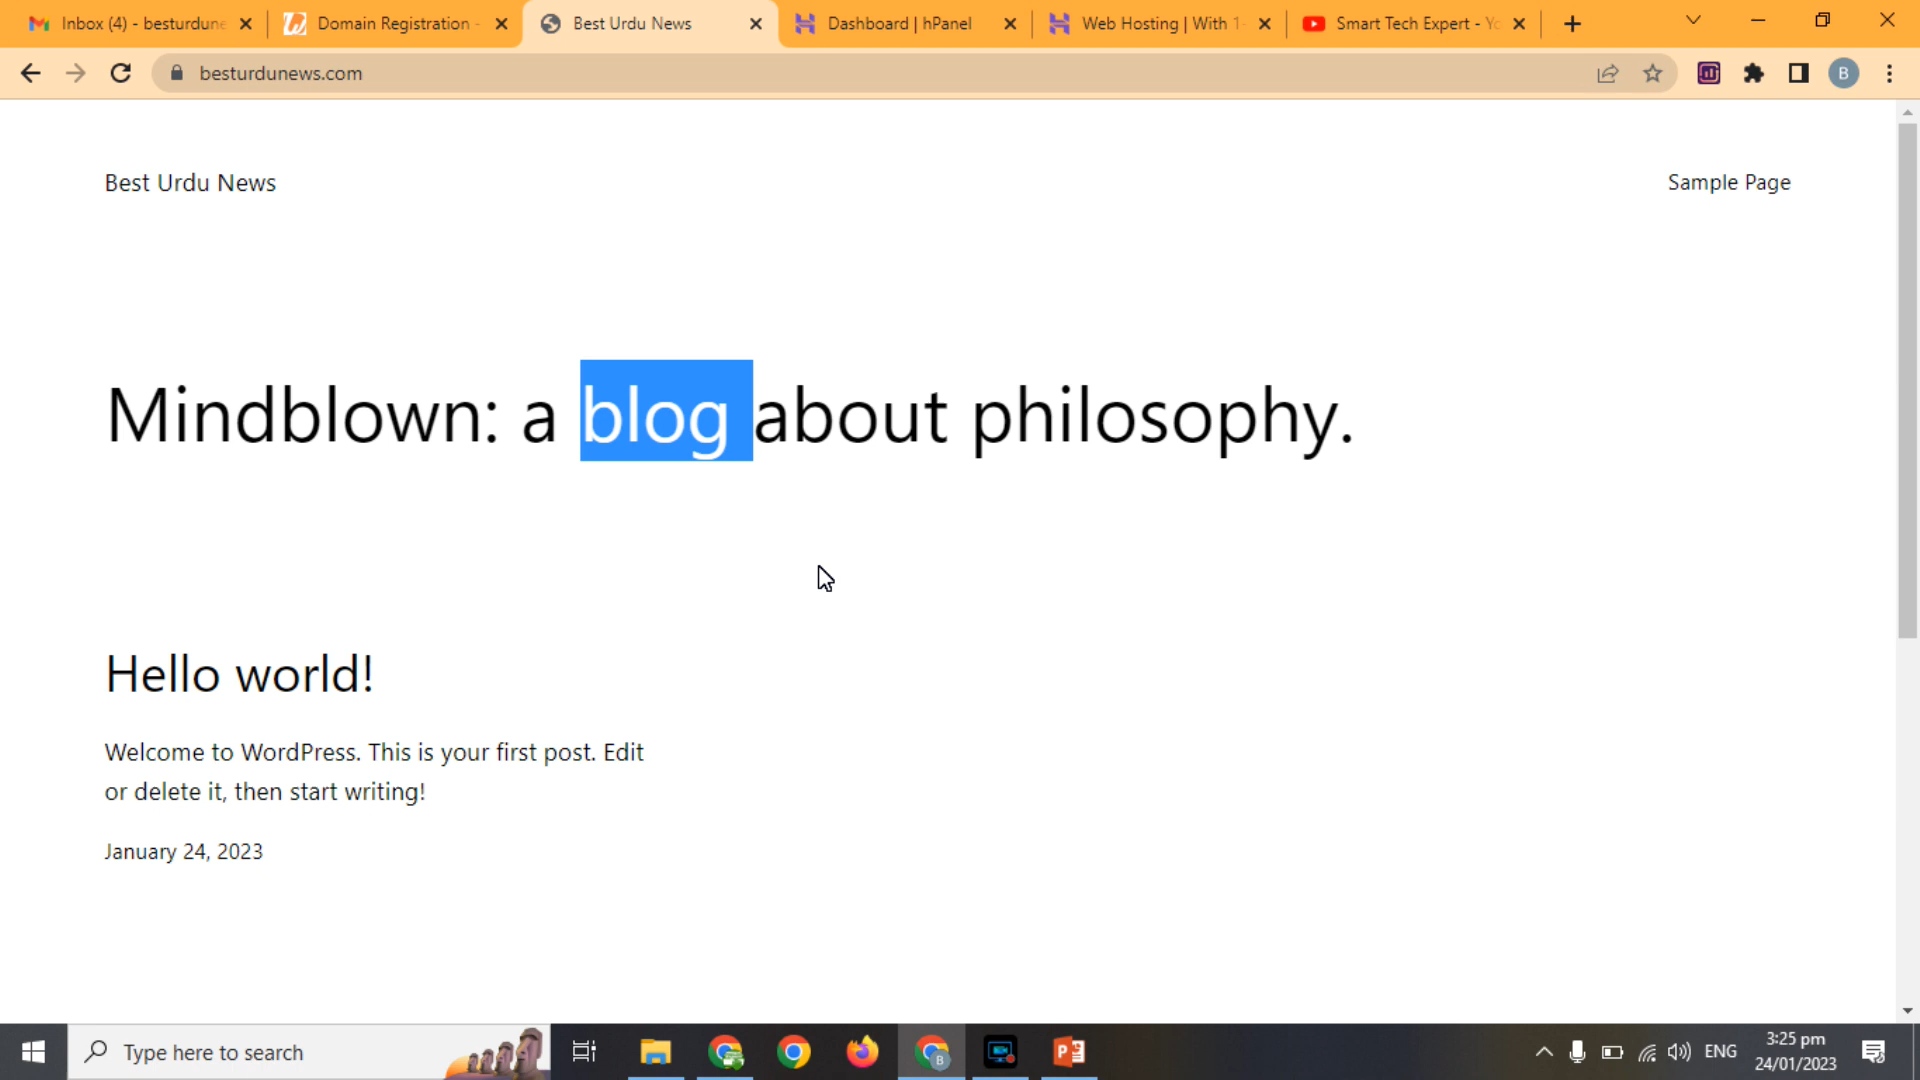 Inbox (4) - besturdune
Domain Registration -
Best Urdu News
Dashboard | hPanel
Web Hosting | With 1-
Smart Tech Expert - Yo
besturdunews.com
B
Best Urdu News
Sample Page
Mindblown: a blog about philosophy.
Hello world!
Welcome to WordPress. This is your first post. Edit
or delete it, then start writing!
January 24, 2023
Type here to search
B
ENG
3:25 pm
24/01/2023